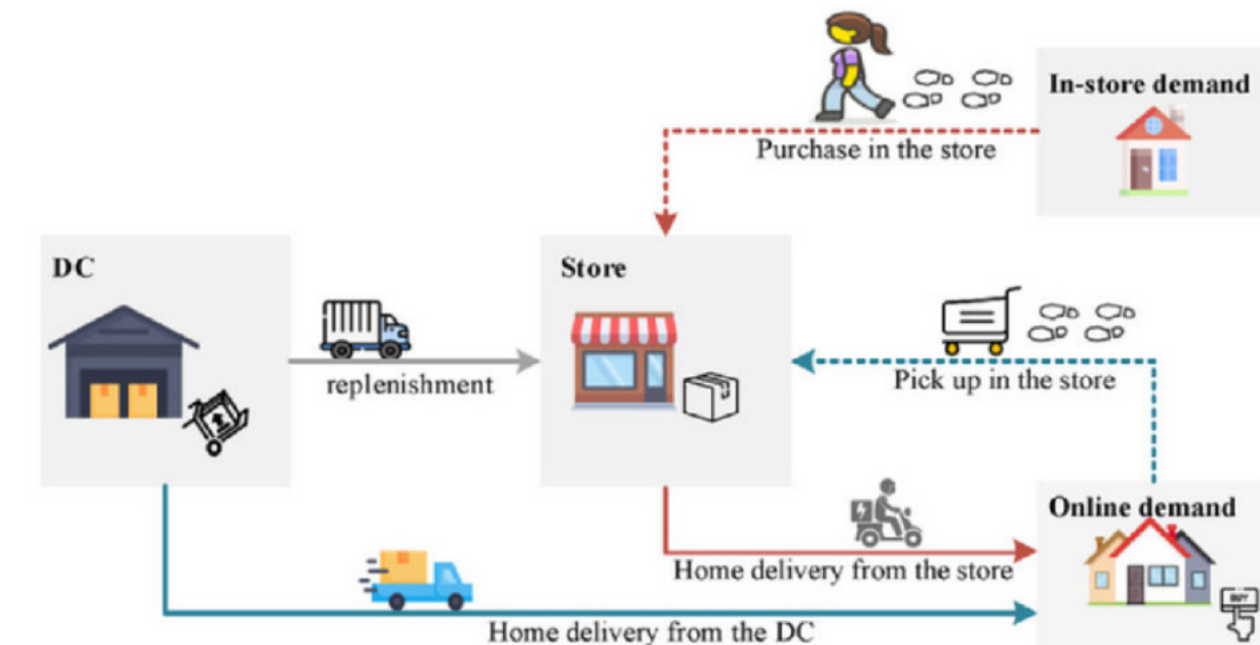 In-store demand
Purchase in the store
DC
Store
replenishment
Pick up in the store
Online demand
Home delivery from the store
BUY
Home delivery from the DC